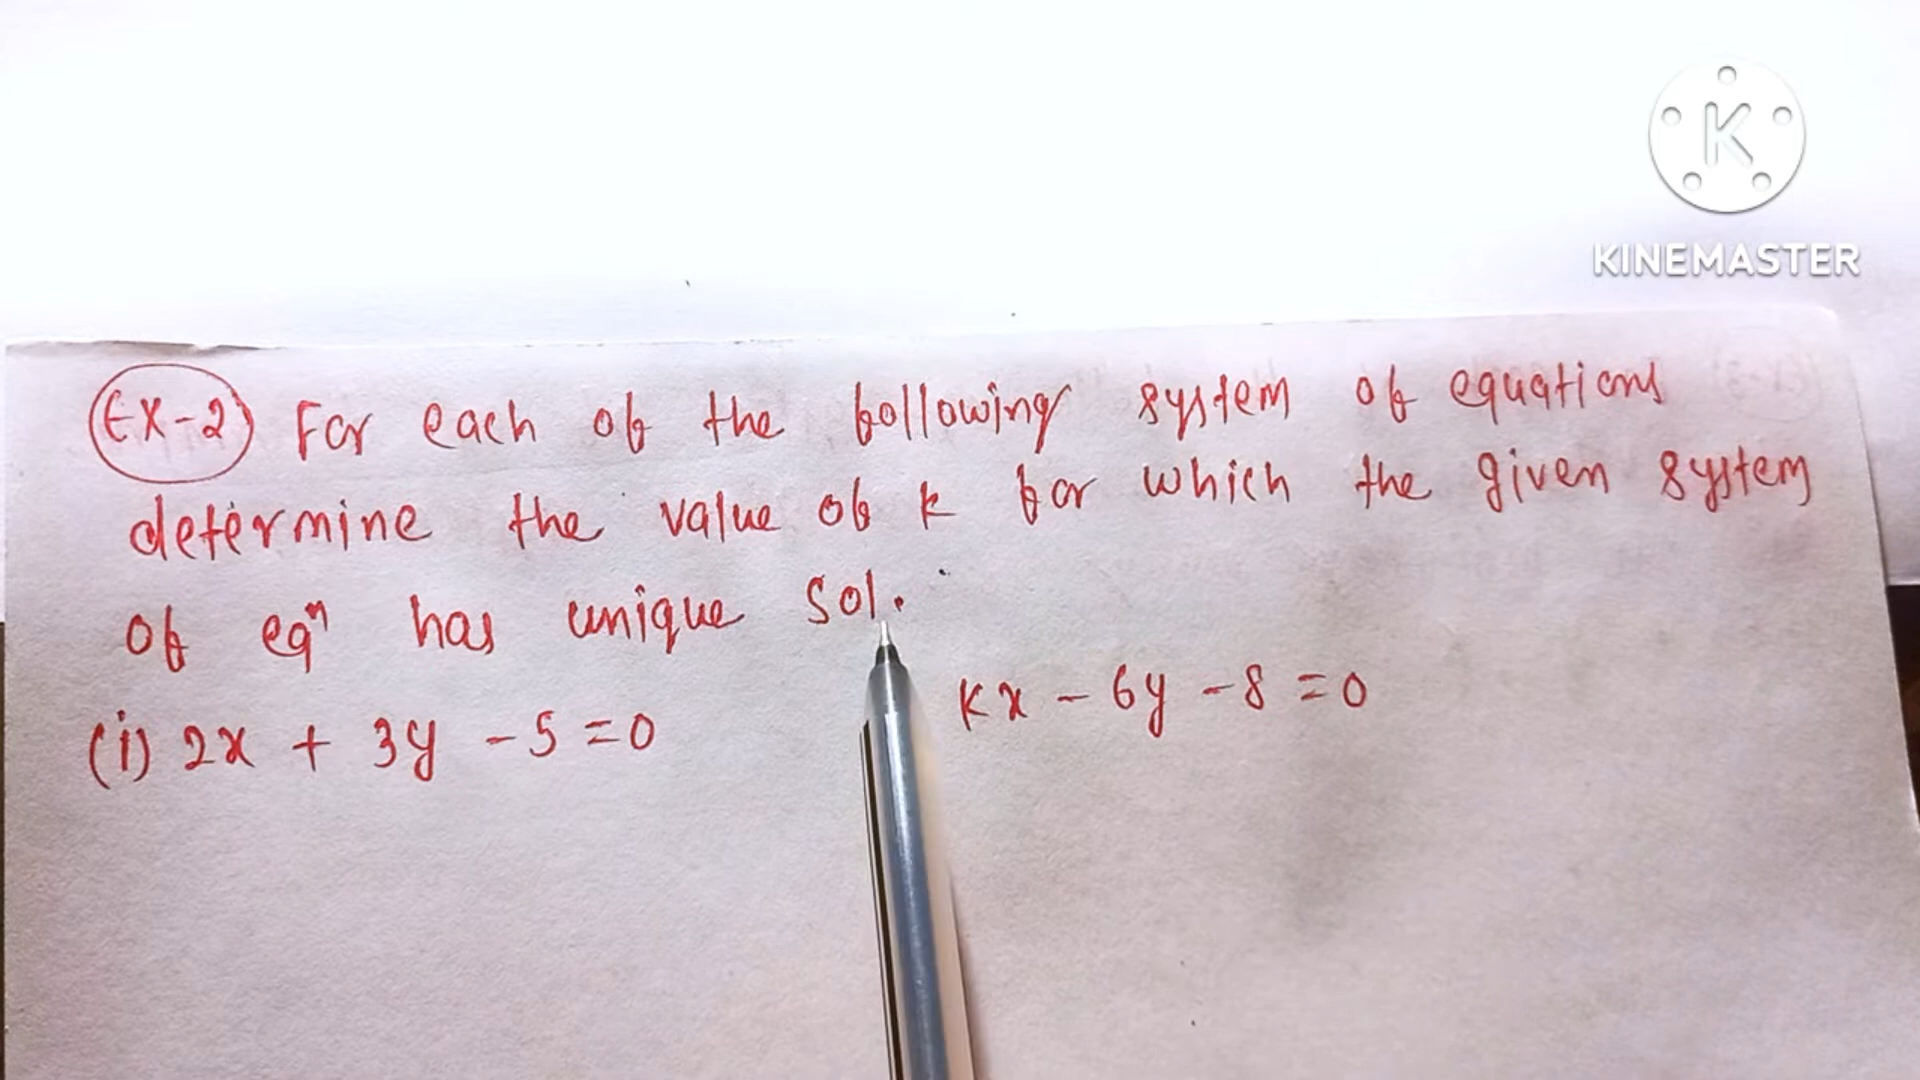 K
KINEMASTER
EX-2 For each of the following system of equations
determine the value of k for which the given system
of eqⁿ has unique sol.
(i) 2x + 3y - 5 = 0 kx - 6y - 8 = 0